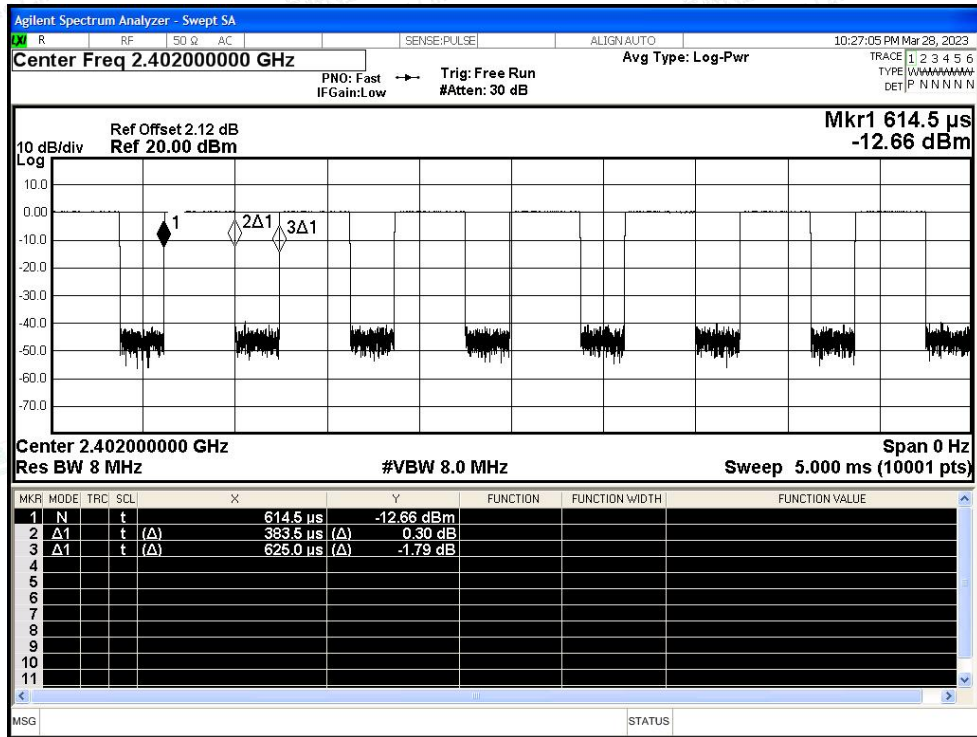 Agilent Spectrum Analyzer - Swept SA
LXI R RF 50 Ω AC SENSE:PULSE ALIGN AUTO 10:27:05 PM Mar 28, 2023
Center Freq 2.402000000 GHz
PNO: Fast
IFGain:Low
Trig: Free Run
#Atten: 30 dB
Avg Type: Log-Pwr
TRACE 1 2 3 4 5 6
TYPE WWWWWW
DET P N N N N N
Ref Offset 2.12 dB
10 dB/div Ref 20.00 dBm
Log
Mkr1 614.5 µs
-12.66 dBm
10.0
0.00
-10.0
-20.0
-30.0
-40.0
-50.0
-60.0
-70.0
1
2Δ1
3Δ1
Center 2.402000000 GHz Span 0 Hz
Res BW 8 MHz #VBW 8.0 MHz Sweep 5.000 ms (10001 pts)
MKR MODE TRC SCL X Y FUNCTION FUNCTION WIDTH FUNCTION VALUE
1 N t 614.5 µs -12.66 dBm
2 Δ1 t (Δ) 383.5 µs (Δ) 0.30 dB
3 Δ1 t (Δ) 625.0 µs (Δ) -1.79 dB
4
5
6
7
8
9
10
11
MSG STATUS